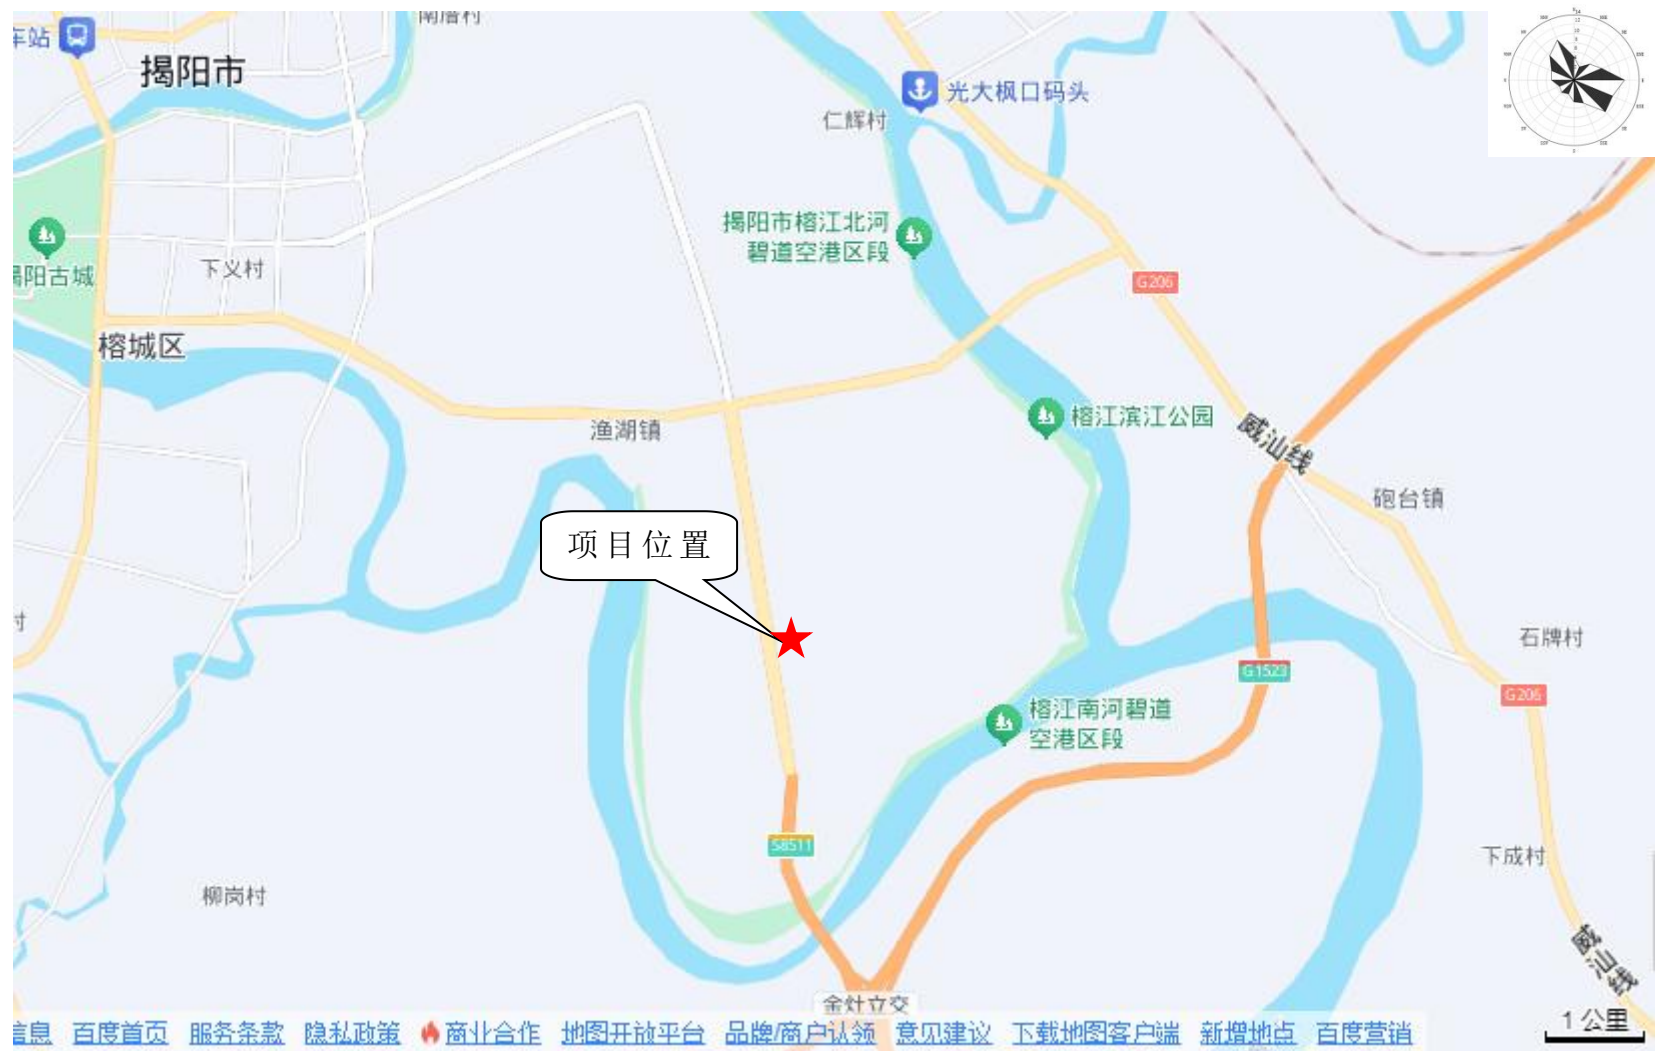 南厝村
车站
揭阳市
光大枫口码头
仁辉村
揭阳市榕江北河
碧道空港区段
揭阳古城
下义村
G206
榕城区
渔湖镇
榕江滨江公园
威汕线
砲台镇
项目位置
村
石牌村
G1523
G206
榕江南河碧道
空港区段
S8511
下成村
柳岗村
威汕线
金灶立交
信息 百度首页 服务条款 隐私政策 商业合作 地图开放平台 品牌/商户认领 意见建议 下载地图客户端 新增地点 百度营销
1公里